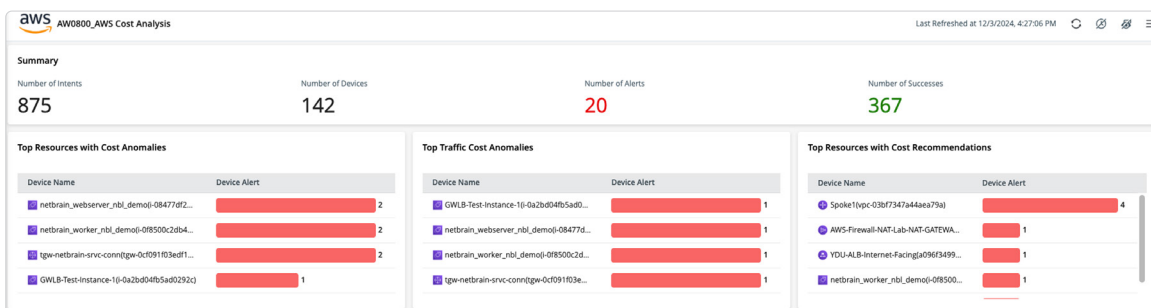 aws AW0800_AWS Cost Analysis
Last Refreshed at 12/3/2024, 4:27:06 PM
Summary
Number of Intents
875
Number of Devices
142
Number of Alerts
20
Number of Successes
367
Top Resources with Cost Anomalies
Device Name Device Alert
netbrain_webserver_nbl_demo(i-08477df2... 2
netbrain_worker_nbl_demo(i-0f8500c2db4... 2
tgw-netbrain-srvc-conn(tgw-0cf091f03edf1... 2
GWLB-Test-Instance-1(i-0a2bd04fb5ad0292c) 1
Top Traffic Cost Anomalies
Device Name Device Alert
GWLB-Test-Instance-1(i-0a2bd04fb5ad0... 1
netbrain_webserver_nbl_demo(i-08477d... 1
netbrain_worker_nbl_demo(i-0f8500c2d... 1
tgw-netbrain-srvc-conn(tgw-0cf091f03e... 1
Top Resources with Cost Recommendations
Device Name Device Alert
Spoke1(vpc-03bf7347a44aea79a) 4
AWS-Firewall-NAT-Lab-NAT-GATEWA... 1
YDU-ALB-Internet-Facing(a096f3499... 1
netbrain_worker_nbl_demo(i-0f8500... 1